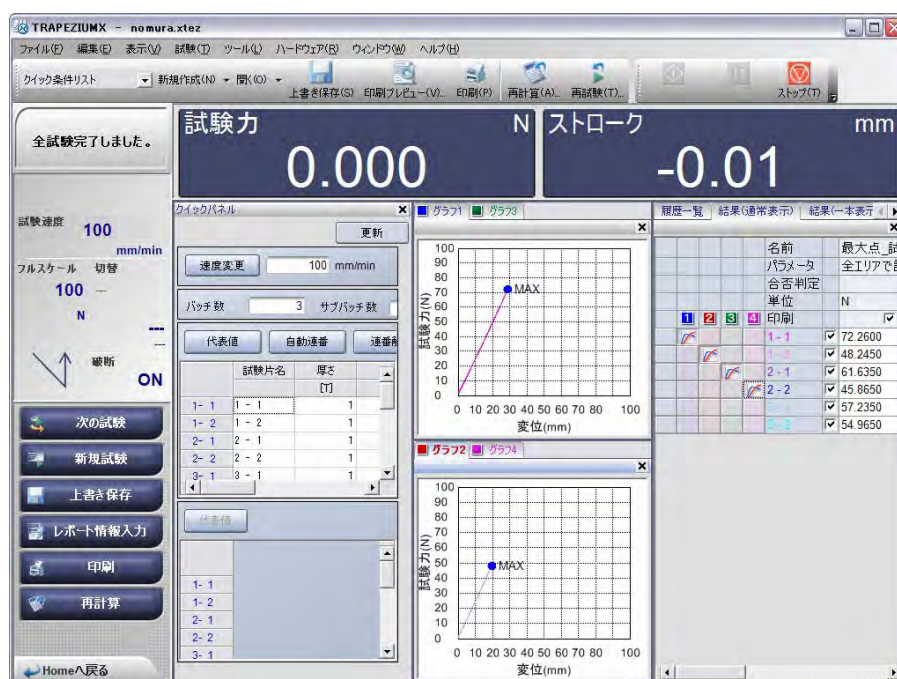 TRAPEZIUMX - nomura.xtez
ファイル(F) 編集(E) 表示(V) 試験(T) ツール(L) ハードウェア(R) ウィンドウ(W) ヘルプ(H)
クイック条件リスト 新規作成(N) 開く(O) 上書き保存(S) 印刷プレビュー(V)... 印刷(P) 再計算(A)... 再試験(T)... ストップ(T)
全試験完了しました。
試験力 N
0.000
ストローク mm
-0.01
試験速度
100
mm/min
フルスケール 切替
100 --
N
---
--
破断
ON
次の試験
新規試験
上書き保存
レポート情報入力
印刷
再計算
Homeへ戻る
クイックパネル
更新
速度変更 100 mm/min
バッチ数 3 サブバッチ数
代表値 自動連番
試験片名 厚さ
[T]
1- 1 1 - 1 1
1- 2 1 - 2 1
2- 1 2 - 1 1
2- 2 2 - 2 1
3- 1 3 - 1 1
代表値
1- 1
1- 2
2- 1
2- 2
3- 1
グラフ1 グラフ3
試験力(N)
100
90
80
70
60
50
40
30
20
10
0
MAX
0 10 20 30 40 50 60 70 80 100
変位(mm)
グラフ2 グラフ4
試験力(N)
100
90
80
70
60
50
40
30
20
10
0
MAX
0 10 20 30 40 50 60 70 80 100
変位(mm)
履歴一覧 結果(通常表示) 結果(一本表示
名前 最大点_試
パラメータ 全エリアで
合否判定
単位 N
1 2 3 4 印刷
1 - 1 72.2600
1 - 2 48.2450
2 - 1 61.6350
2 - 2 45.8650
57.2350
54.9650